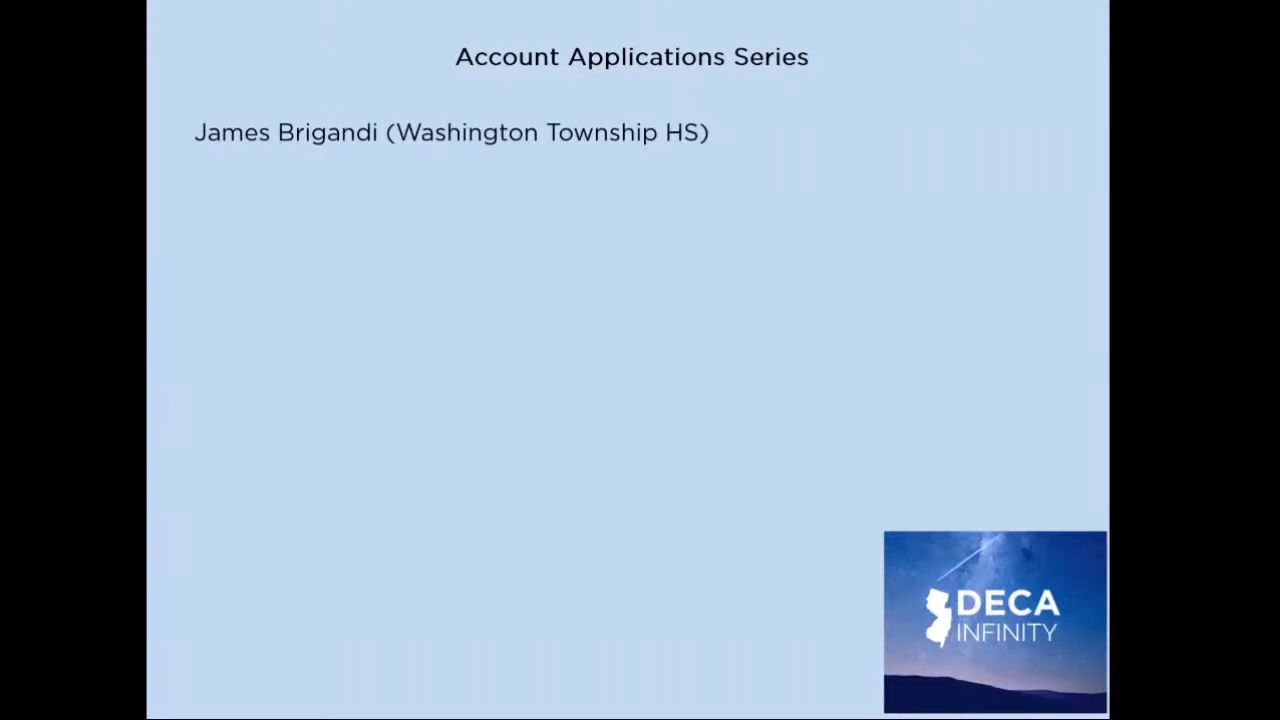 Account Applications Series
James Brigandi (Washington Township HS)
DECA
INFINITY